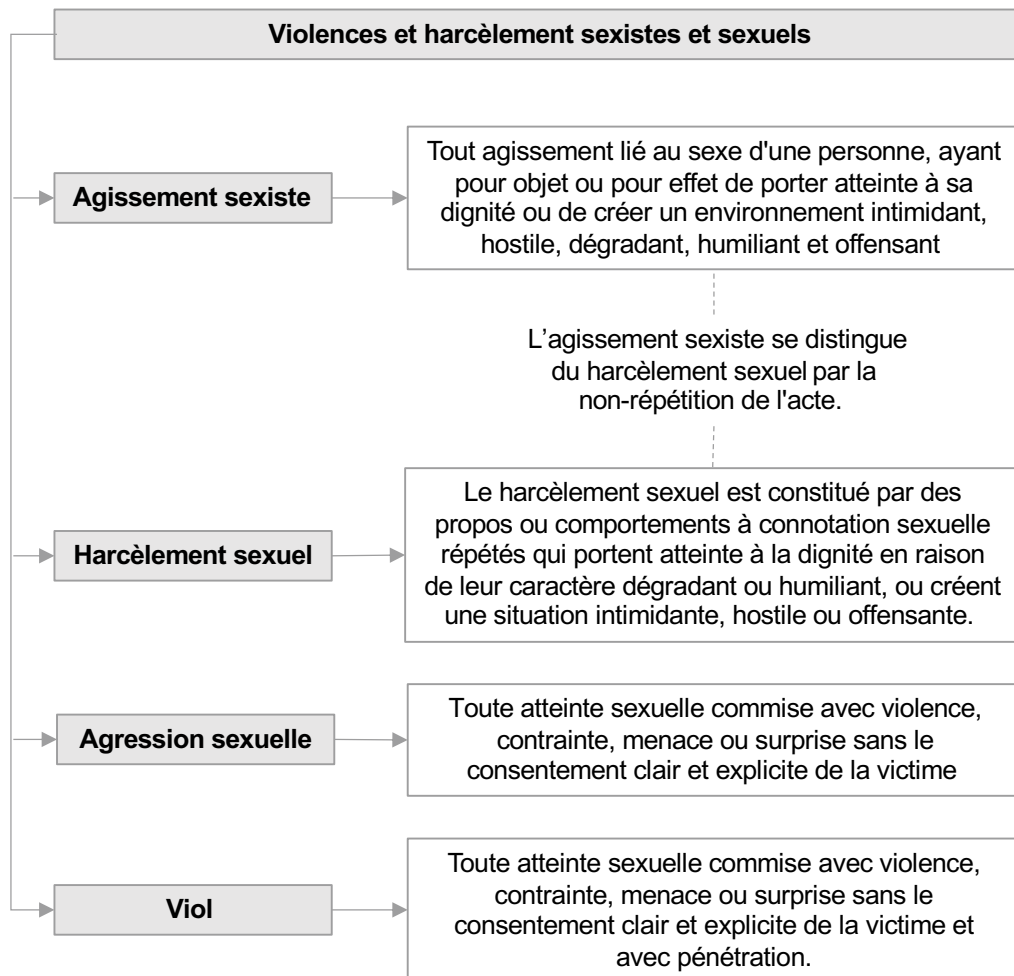 Violences et harcèlement sexistes et sexuels
Agissement sexiste
Tout agissement lié au sexe d'une personne, ayant
pour objet ou pour effet de porter atteinte à sa
dignité ou de créer un environnement intimidant,
hostile, dégradant, humiliant et offensant
L’agissement sexiste se distingue
du harcèlement sexuel par la
non-répétition de l'acte.
Harcèlement sexuel
Le harcèlement sexuel est constitué par des
propos ou comportements à connotation sexuelle
répétés qui portent atteinte à la dignité en raison
de leur caractère dégradant ou humiliant, ou créent
une situation intimidante, hostile ou offensante.
Agression sexuelle
Toute atteinte sexuelle commise avec violence,
contrainte, menace ou surprise sans le
consentement clair et explicite de la victime
Viol
Toute atteinte sexuelle commise avec violence,
contrainte, menace ou surprise sans le
consentement clair et explicite de la victime et
avec pénétration.